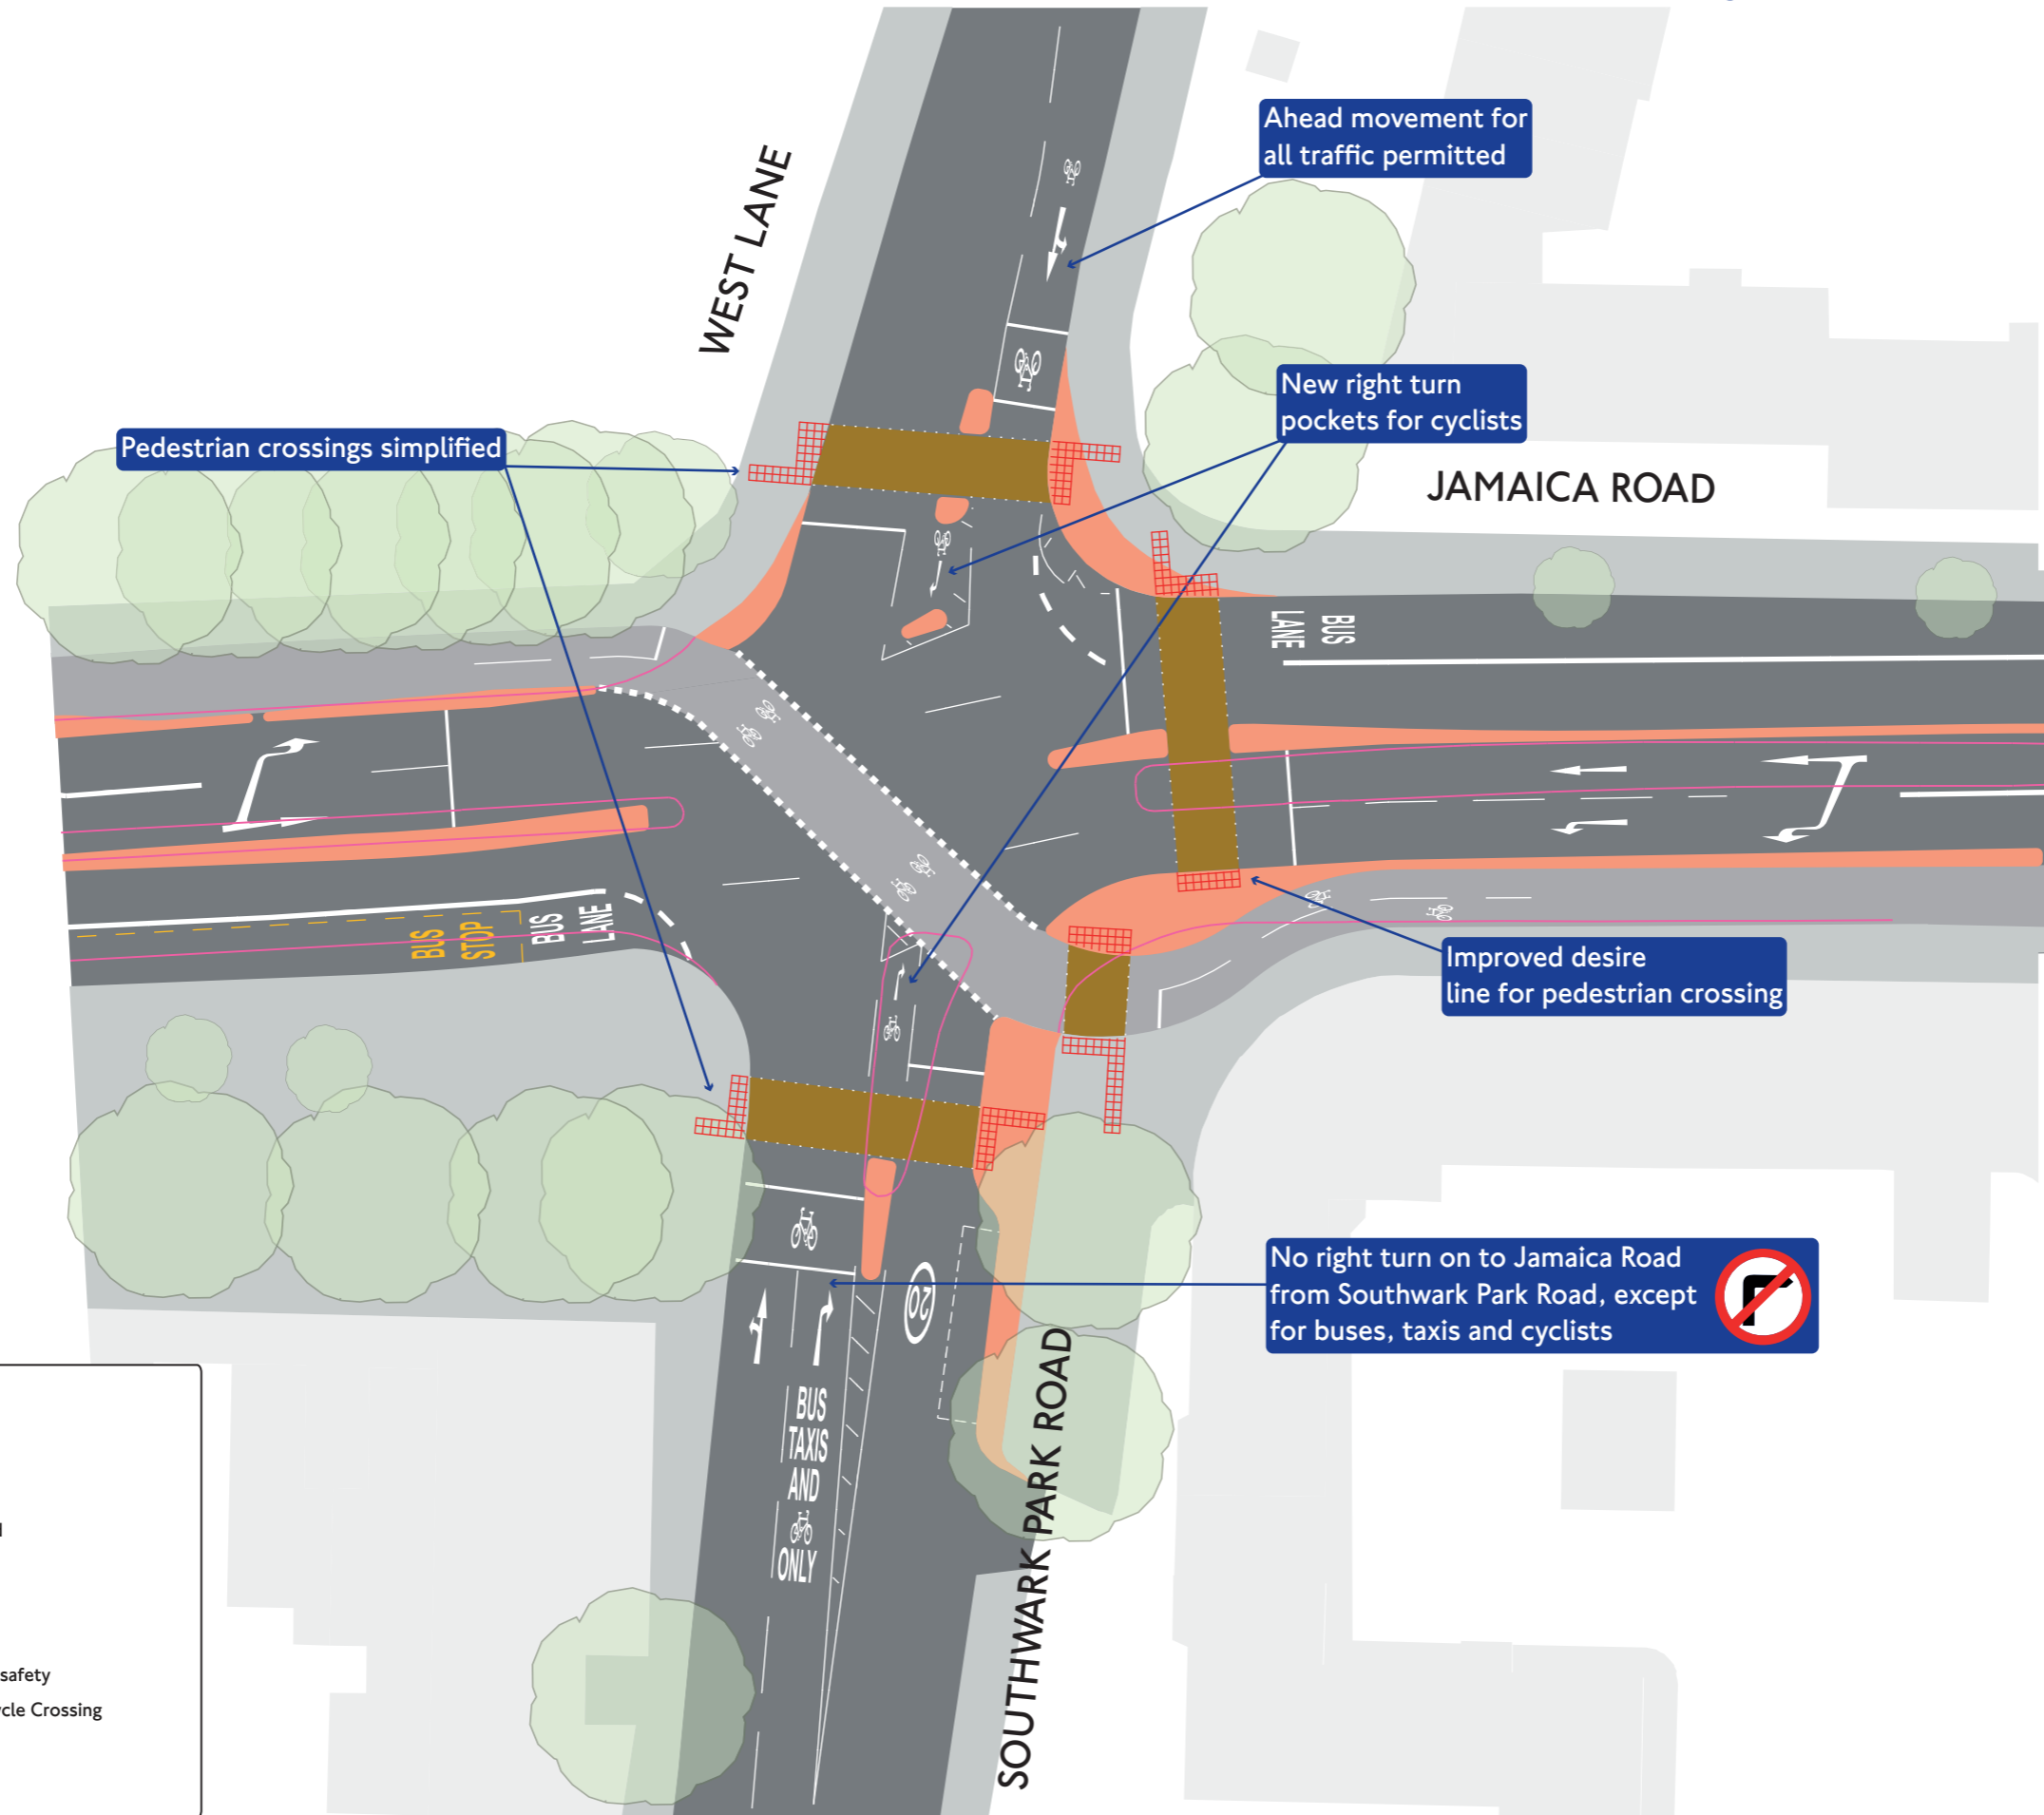 WEST LANE
Ahead movement for
all traffic permitted
New right turn
pockets for cyclists
Pedestrian crossings simplified
JAMAICA ROAD
BUS
LANE
BUS
STOP
BUS
LANE
Improved desire
line for pedestrian crossing
No right turn on to Jamaica Road
from Southwark Park Road, except
for buses, taxis and cyclists
20
BUS
TAXIS
AND
ONLY
SOUTHWARK PARK ROAD
safety
cle Crossing